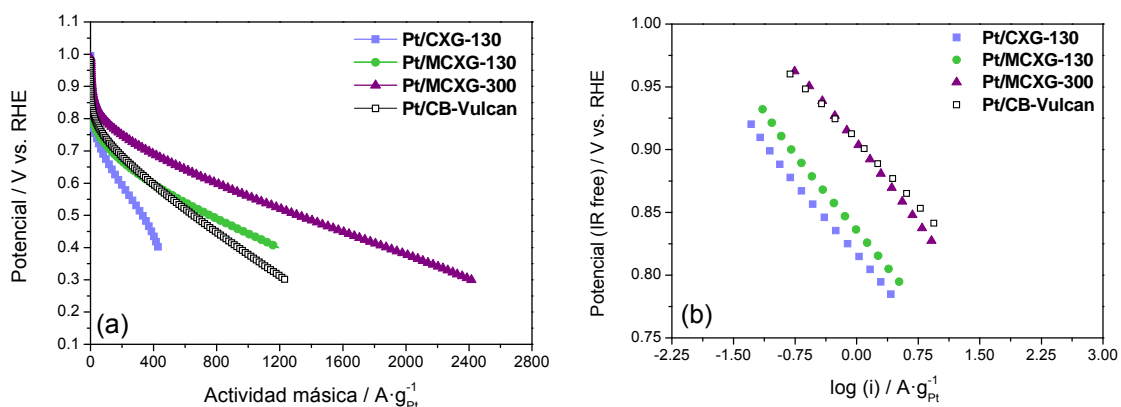 1.1
1.0
0.9
0.8
0.7
0.6
0.5
0.4
0.3
0.2
0.1
0
400
800
1200
1600
2000
2400
2800
Potencial / V vs. RHE
Actividad másica / A·g⁻¹Pt
Pt/CXG-130
Pt/MCXG-130
Pt/MCXG-300
Pt/CB-Vulcan
(a)
1.00
0.95
0.90
0.85
0.80
0.75
-2.25
-1.50
-0.75
0.00
0.75
1.50
2.25
3.00
Potencial (IR free) / V vs. RHE
log (i) / A·g⁻¹Pt
Pt/CXG-130
Pt/MCXG-130
Pt/MCXG-300
Pt/CB-Vulcan
(b)